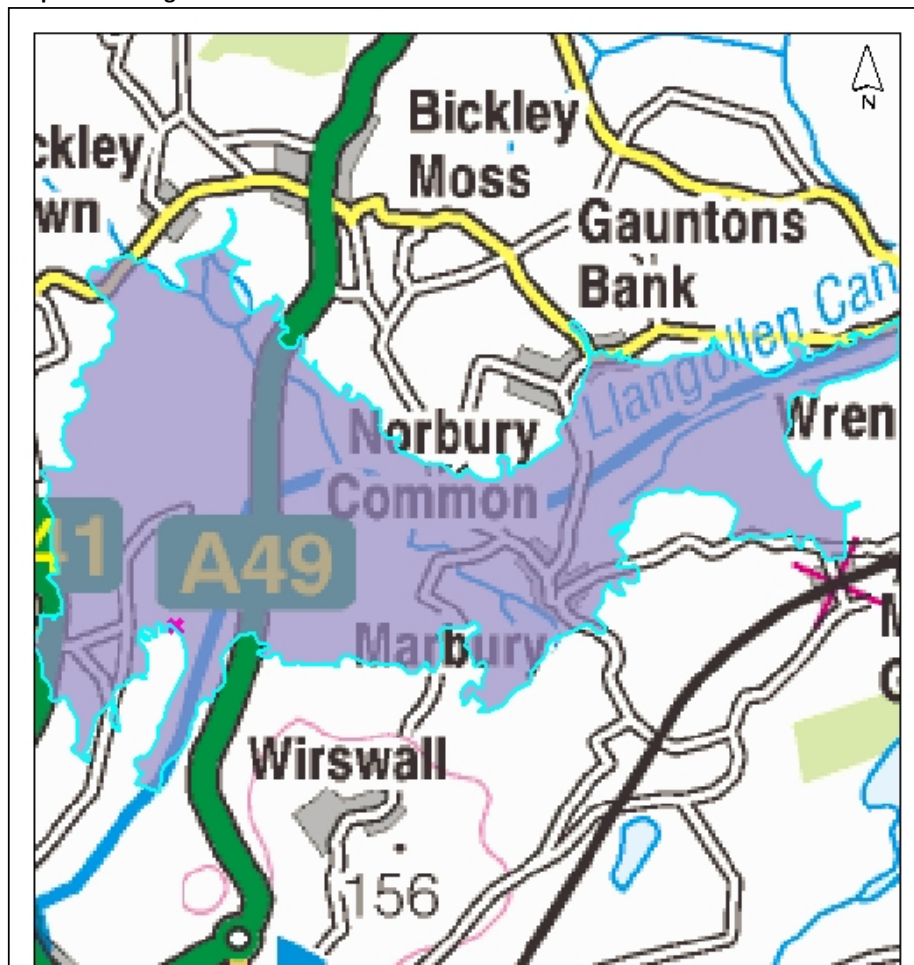 N
Bickley
Moss
ckley
wn
Gauntons
Bank
Llangollen Can
Norbury
Common
Wren
41
A49
Marbury
M
G
Wirswall
156